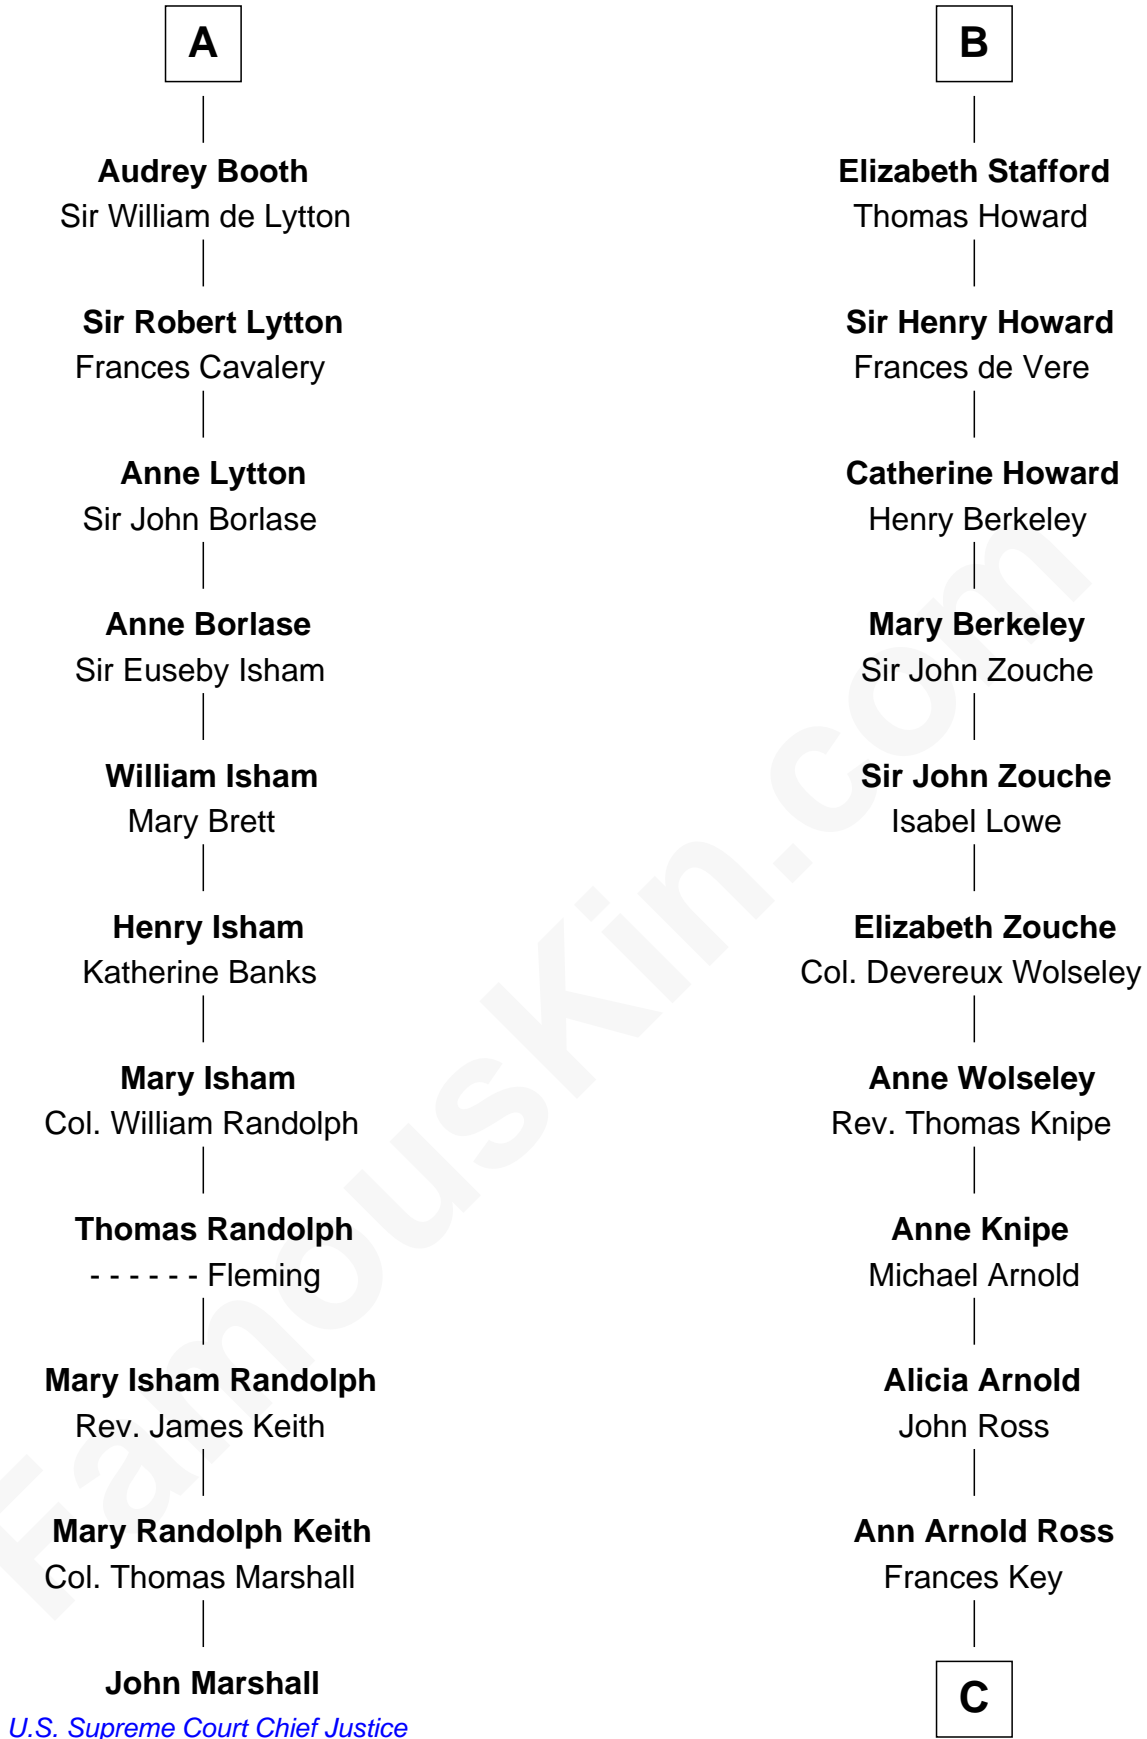 A
Audrey Booth
Sir William de Lytton
Sir Robert Lytton
Frances Cavalery
Anne Lytton
Sir John Borlase
Anne Borlase
Sir Euseby Isham
William Isham
Mary Brett
Henry Isham
Katherine Banks
Mary Isham
Col. William Randolph
Thomas Randolph
- - - - - - Fleming
Mary Isham Randolph
Rev. James Keith
Mary Randolph Keith
Col. Thomas Marshall
John Marshall
U.S. Supreme Court Chief Justice
B
Elizabeth Stafford
Thomas Howard
Sir Henry Howard
Frances de Vere
Catherine Howard
Henry Berkeley
Mary Berkeley
Sir John Zouche
Sir John Zouche
Isabel Lowe
Elizabeth Zouche
Col. Devereux Wolseley
Anne Wolseley
Rev. Thomas Knipe
Anne Knipe
Michael Arnold
Alicia Arnold
John Ross
Ann Arnold Ross
Frances Key
C
FamousKin.com